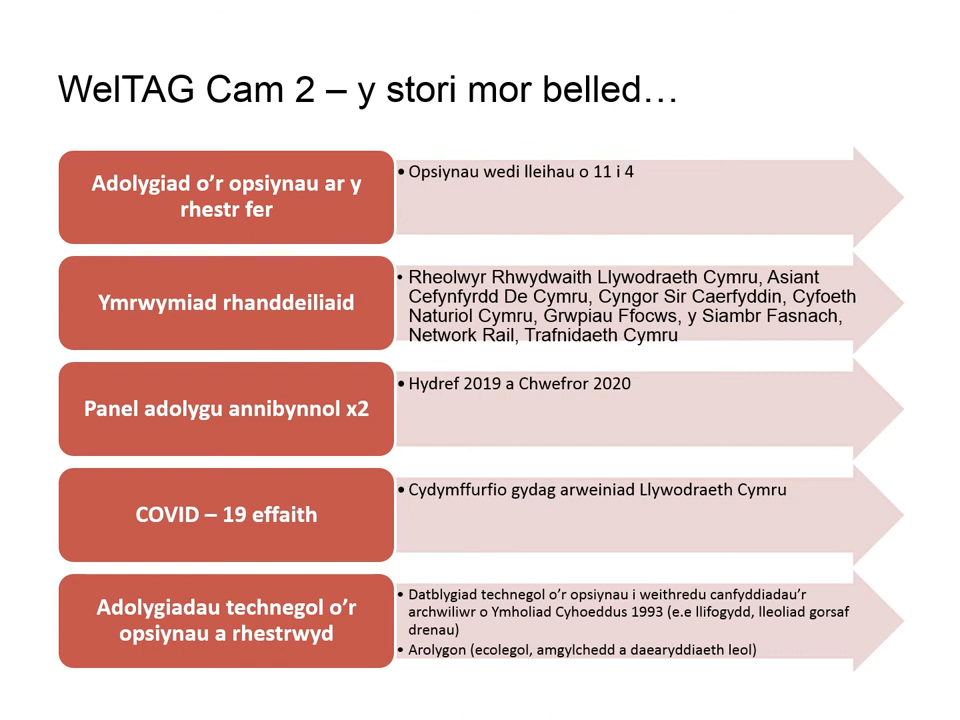 WelTAG Cam 2 – y stori mor belled…
Adolygiad o’r opsiynau ar y
rhestr fer
• Opsiynau wedi lleihau o 11 i 4
Ymrwymiad rhanddeiliaid
• Rheolwyr Rhwydwaith Llywodraeth Cymru, Asiant
Cefynfyrdd De Cymru, Cyngor Sir Caerfyddin, Cyfoeth
Naturiol Cymru, Grwpiau Ffocws, y Siambr Fasnach,
Network Rail, Trafnidaeth Cymru
Panel adolygu annibynnol x2
• Hydref 2019 a Chwefror 2020
COVID – 19 effaith
• Cydymffurfio gydag arweiniad Llywodraeth Cymru
Adolygiadau technegol o’r
opsiynau a rhestrwyd
• Datblygiad technegol o’r opsiynau i weithredu canfyddiadau’r
archwiliwr o Ymholiad Cyhoeddus 1993 (e.e llifogydd, lleoliad gorsaf
drenau)
• Arolygon (ecolegol, amgylchedd a daearyddiaeth leol)